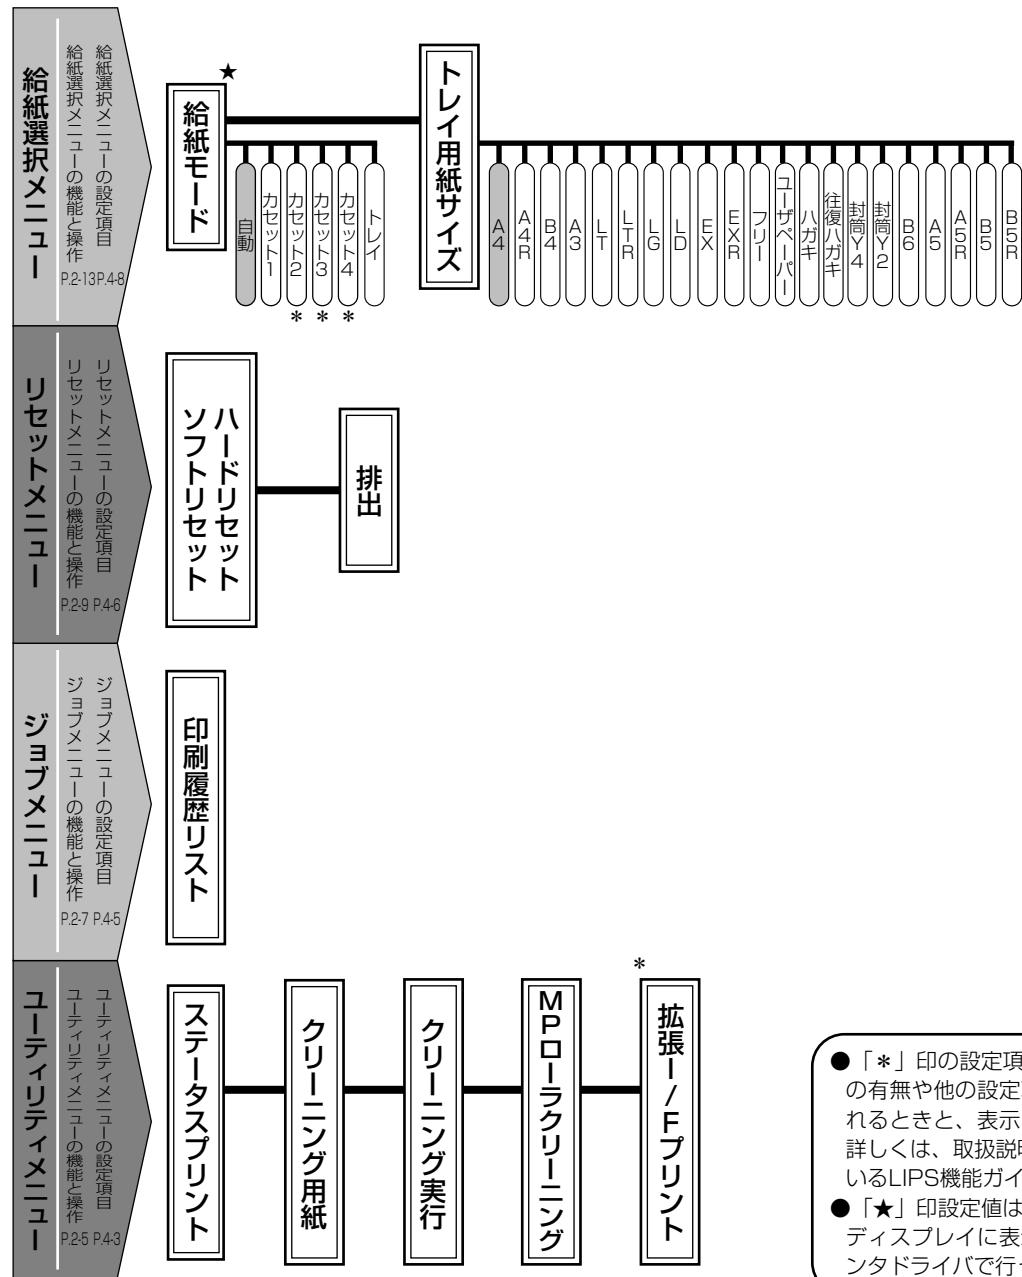 給紙選択メニュー
給紙選択メニューの機能と操作 P.2-13
給紙選択メニューの設定項目 P.4-8
★
給紙モード
自動
カセット1
カセット2
＊
カセット3
＊
カセット4
＊
トレイ
トレイ用紙サイズ
A4
A4R
B4
A3
LT
LTR
LG
LD
EX
EXR
フリー
ユーザペーパー
ハガキ
往復ハガキ
封筒Y4
封筒Y2
B6
A5
A5R
B5
B5R
リセットメニュー
リセットメニューの機能と操作 P.2-9
リセットメニューの設定項目 P.4-6
ソフトリセット
ハードリセット
排出
ジョブメニュー
ジョブメニューの機能と操作 P.2-7
ジョブメニューの設定項目 P.4-5
印刷履歴リスト
ユーティリティメニュー
ユーティリティメニューの機能と操作 P.2-5
ユーティリティメニューの設定項目 P.4-3
ステータスプリント
クリーニング用紙
クリーニング実行
MPローラクリーニング
＊
拡張I/Fプリント
●「＊」印の設定項
の有無や他の設定
れるときと、表示
詳しくは、取扱説
いるLIPS機能ガイ
●「★」印設定値は
ディスプレイに表
ンタドライバで行